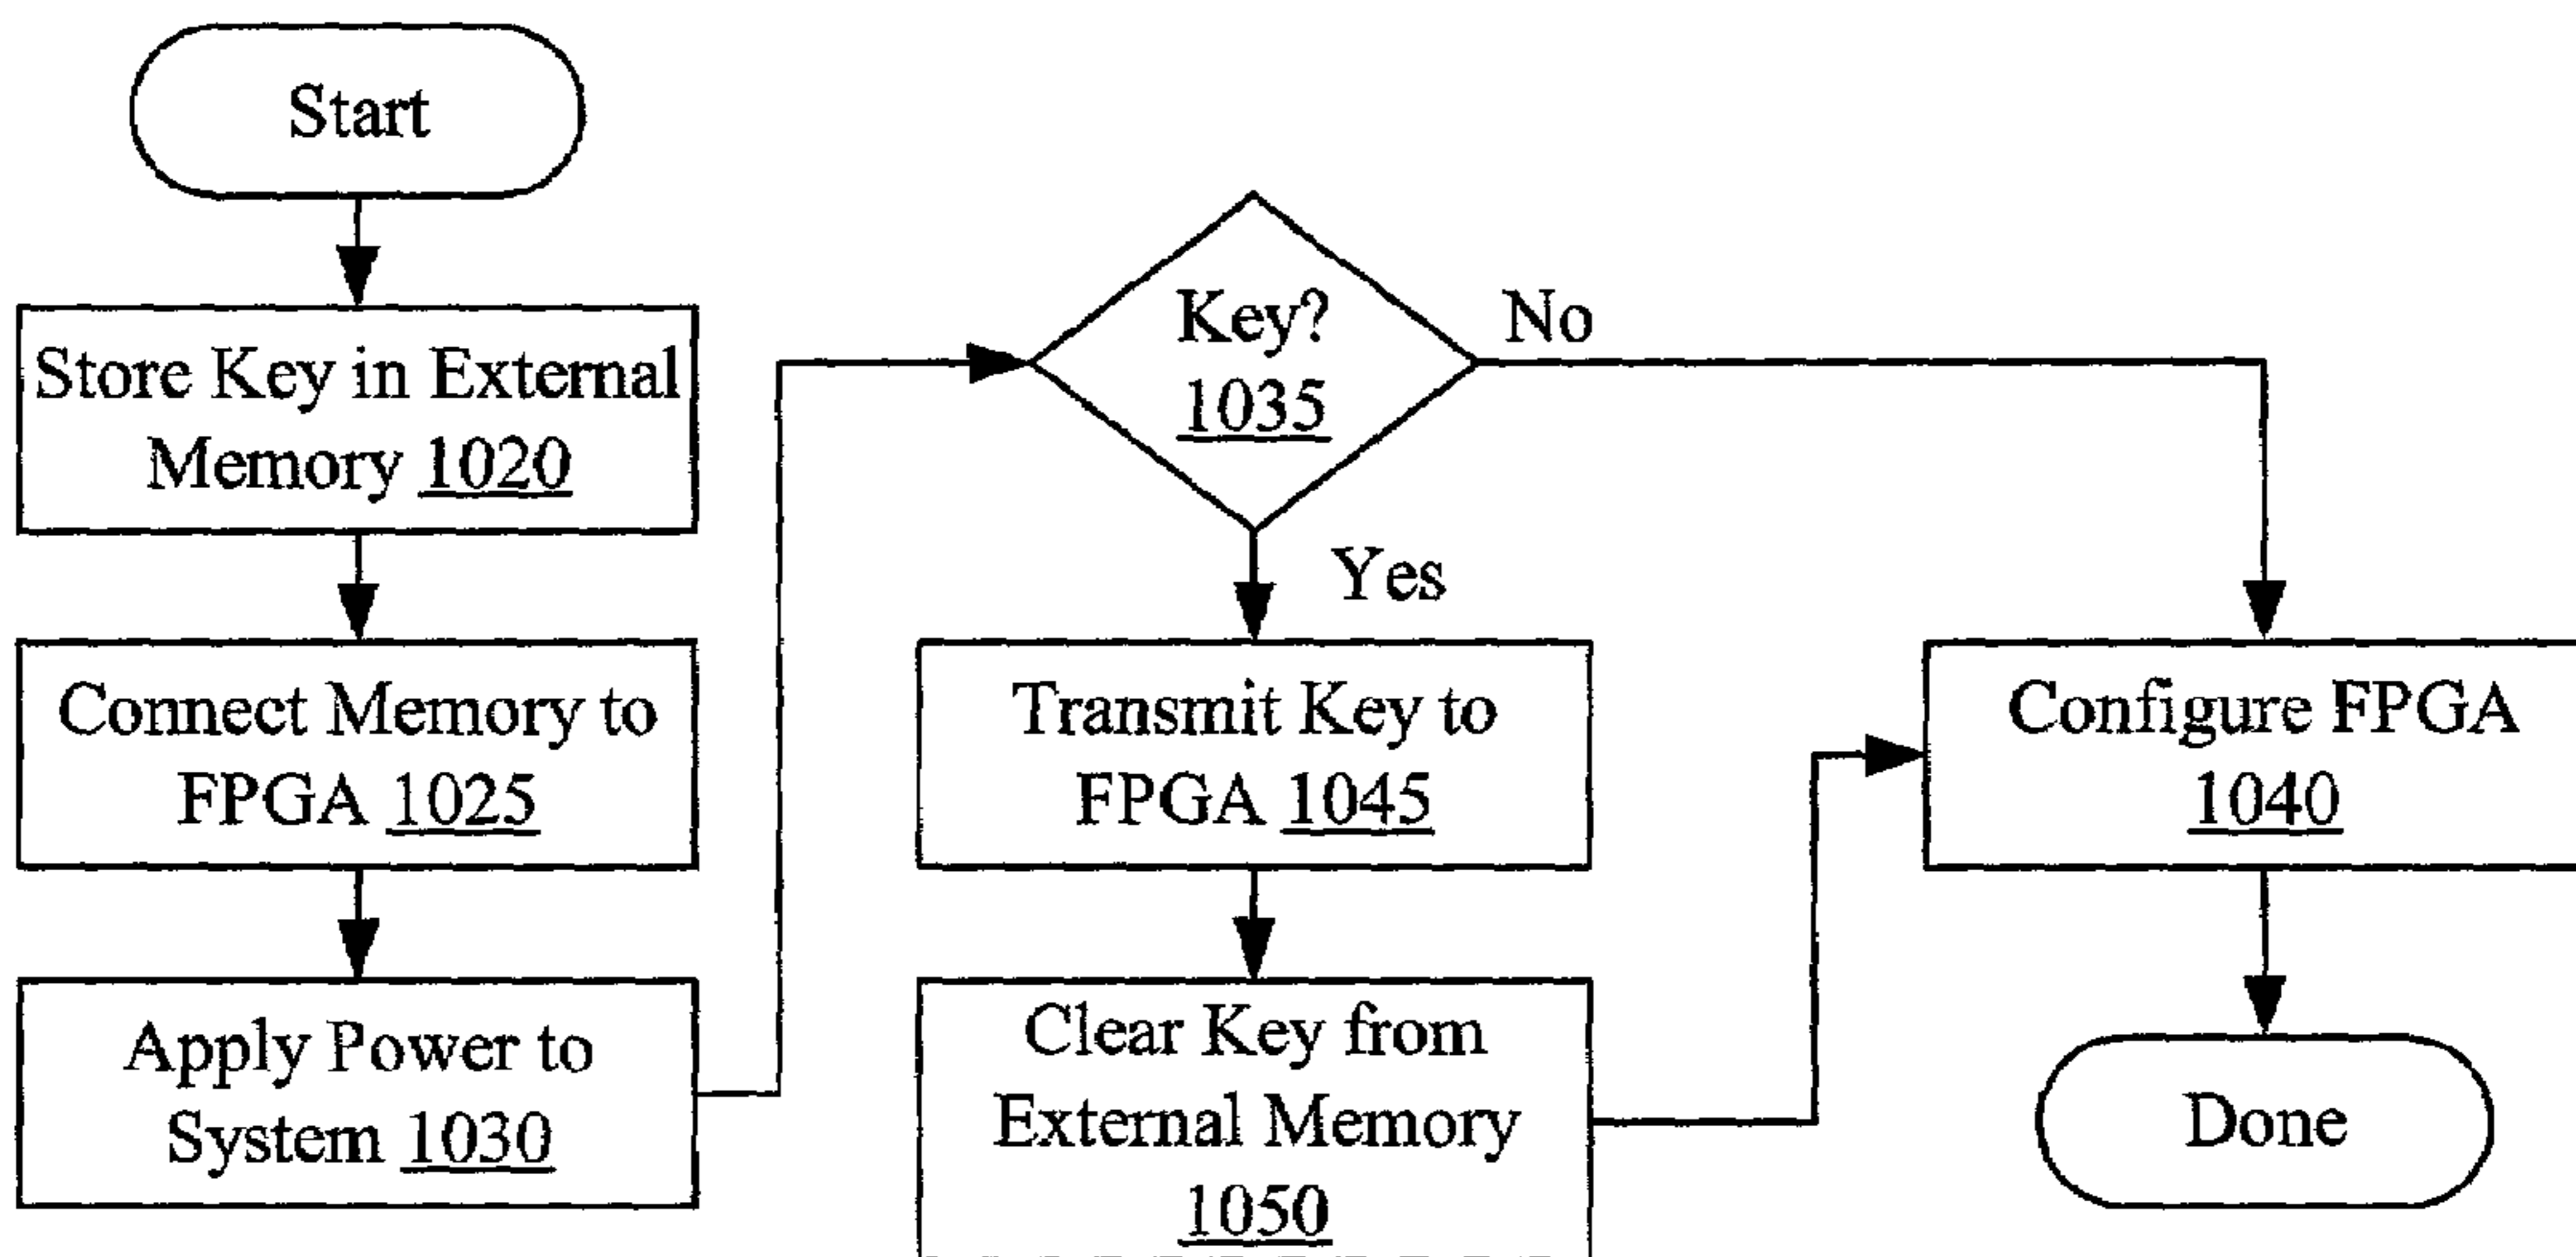 Start
Store Key in External
Memory 1020
Connect Memory to
FPGA 1025
Apply Power to
System 1030
Key?
1035
No
Yes
Transmit Key to
FPGA 1045
Clear Key from
External Memory
1050
Configure FPGA
1040
Done